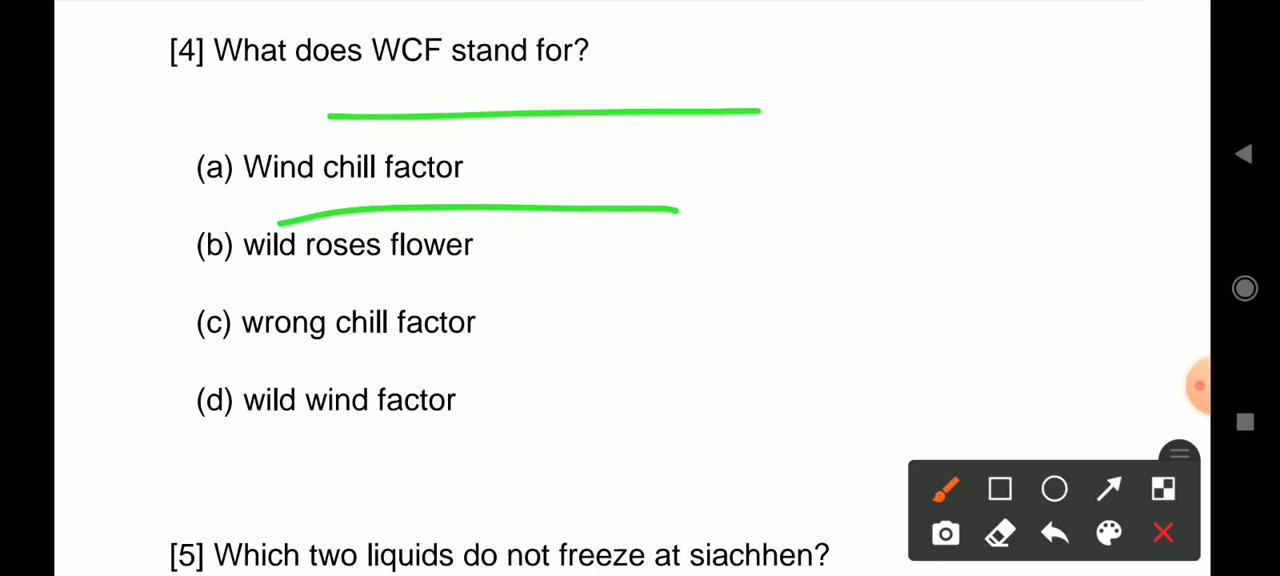 [4] What does WCF stand for?
(a) Wind chill factor
(b) wild roses flower
(c) wrong chill factor
(d) wild wind factor
[5] Which two liquids do not freeze at siachhen?